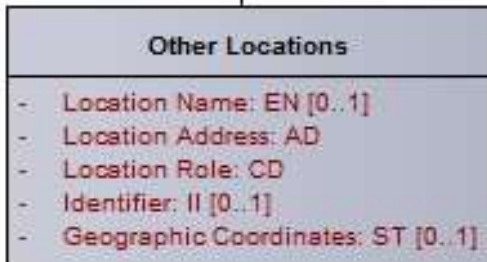 Other Locations
- Location Name: EN [0..1]
- Location Address: AD
- Location Role: CD
- Identifier: II [0..1]
- Geographic Coordinates: ST [0..1]